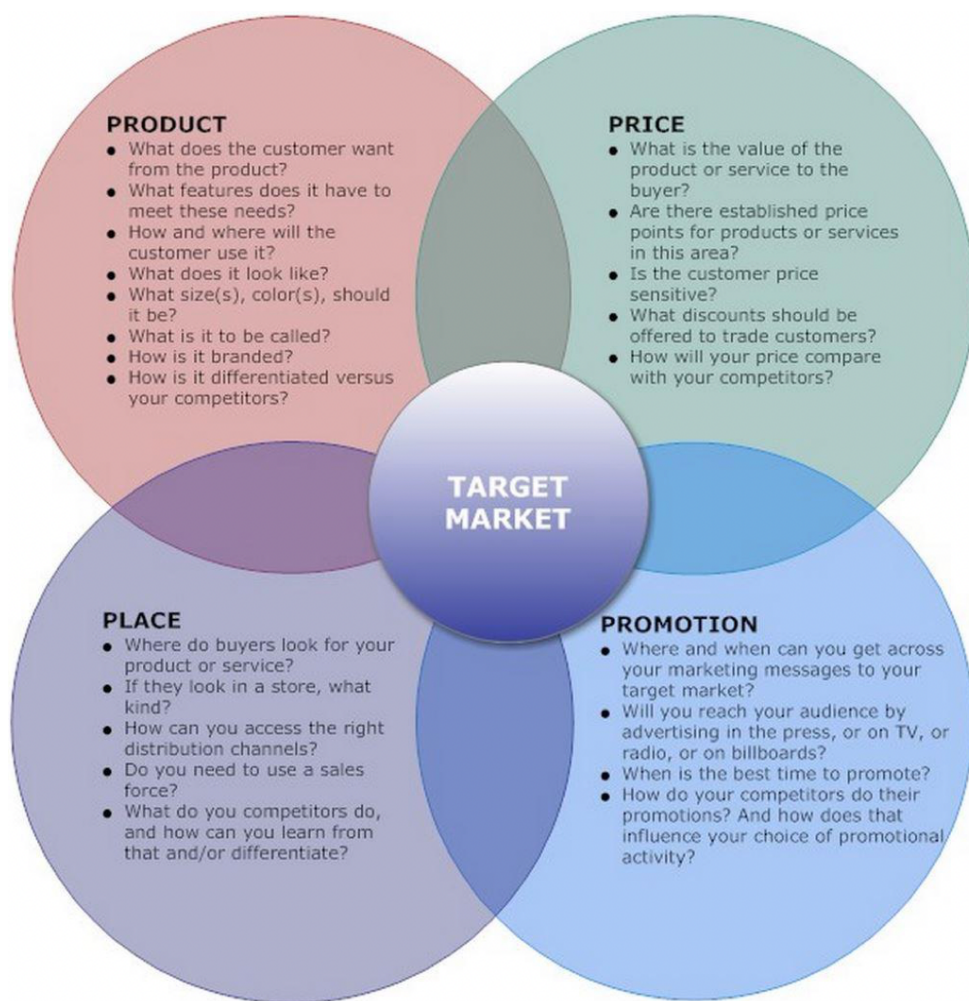 PRODUCT
● What does the customer want
from the product?
● What features does it have to
meet these needs?
● How and where will the
customer use it?
● What does it look like?
● What size(s), color(s), should
it be?
● What is it to be called?
● How is it branded?
● How is it differentiated versus
your competitors?
PRICE
● What is the value of the
product or service to the
buyer?
● Are there established price
points for products or services
in this area?
● Is the customer price
sensitive?
● What discounts should be
offered to trade customers?
● How will your price compare
with your competitors?
TARGET
MARKET
PLACE
● Where do buyers look for your
product or service?
● If they look in a store, what
kind?
● How can you access the right
distribution channels?
● Do you need to use a sales
force?
● What do you competitors do,
and how can you learn from
that and/or differentiate?
PROMOTION
● Where and when can you get across
your marketing messages to your
target market?
● Will you reach your audience by
advertising in the press, or on TV, or
radio, or on billboards?
● When is the best time to promote?
● How do your competitors do their
promotions? And how does that
influence your choice of promotional
activity?